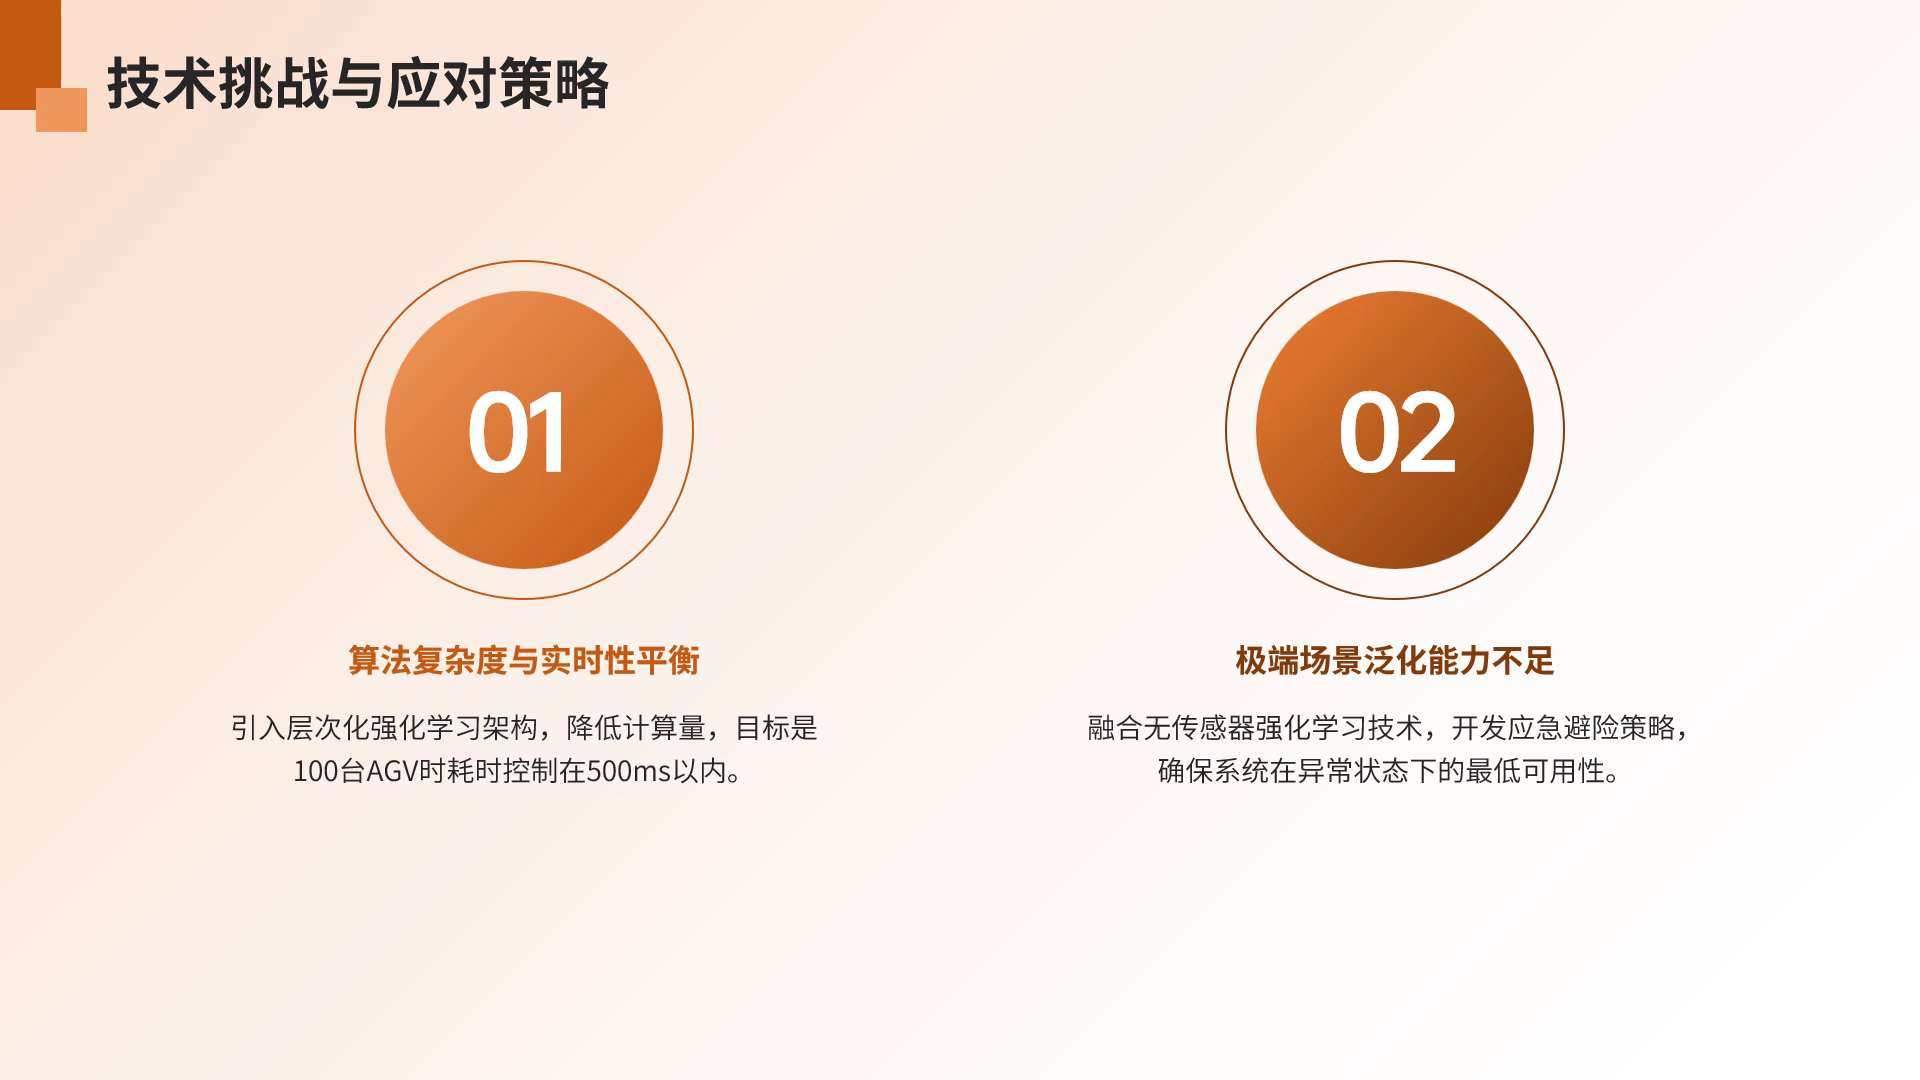 技术挑战与应对策略
01
算法复杂度与实时性平衡
引入层次化强化学习架构，降低计算量，目标是
100台AGV时耗时控制在500ms以内。
02
极端场景泛化能力不足
融合无传感器强化学习技术，开发应急避险策略，
确保系统在异常状态下的最低可用性。